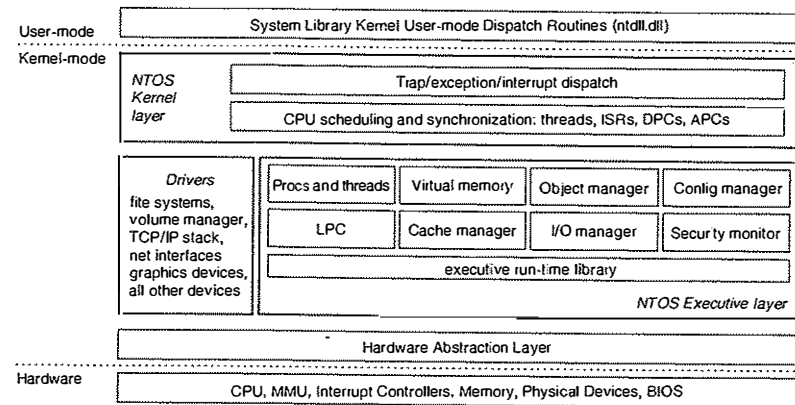 System Library Kernel User-mode Dispatch Routines (ntdll.dll)
User-mode
Kernel-mode
NTOS
Kernel
layer
Trap/exception/interrupt dispatch
CPU scheduling and synchronization: threads, ISRs, DPCs, APCs
Drivers
file systems,
volume manager,
TCP/IP stack,
net interfaces
graphics devices,
all other devices
Procs and threads
Virtual memory
Object manager
Config manager
LPC
Cache manager
I/O manager
Security monitor
executive run-time library
NTOS Executive layer
Hardware Abstraction Layer
Hardware
CPU, MMU, Interrupt Controllers, Memory, Physical Devices, BIOS